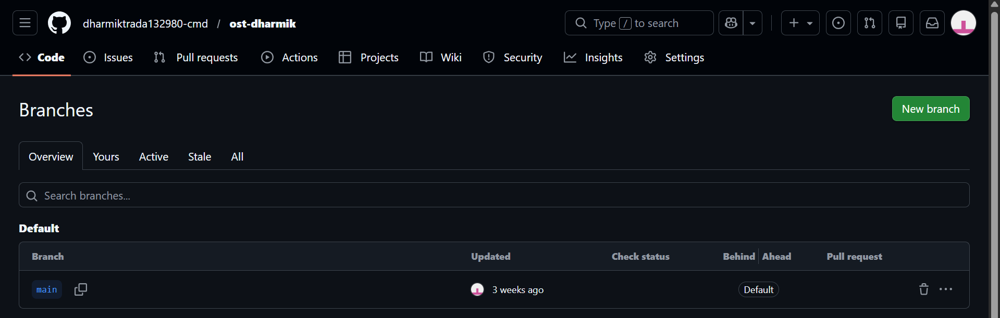 dharmiktrada132980-cmd / ost-dharmik
Type / to search
Code Issues Pull requests Actions Projects Wiki Security Insights Settings
Branches
New branch
Overview Yours Active Stale All
Search branches...
Default
Branch Updated Check status Behind Ahead Pull request
main 3 weeks ago Default